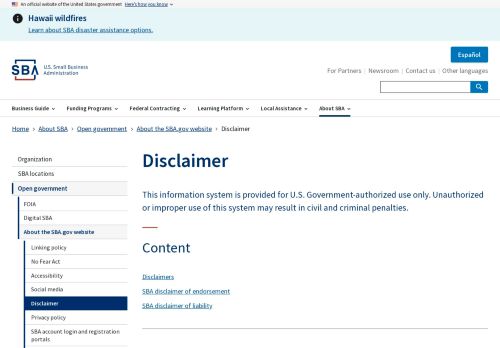 An official website of the United States government Here's how you know
Hawaii wildfires
Learn about SBA disaster assistance options.
Español
SBA U.S. Small Business
Administration
For Partners Newsroom Contact us Other languages
Business Guide Funding Programs Federal Contracting Learning Platform Local Assistance About SBA
Home › About SBA › Open government › About the SBA.gov website › Disclaimer
Organization
SBA locations
Open government
FOIA
Digital SBA
About the SBA.gov website
Linking policy
No Fear Act
Accessibility
Social media
Disclaimer
Privacy policy
SBA account login and registration
portals
Disclaimer
This information system is provided for U.S. Government-authorized use only. Unauthorized
or improper use of this system may result in civil and criminal penalties.
Content
Disclaimers
SBA disclaimer of endorsement
SBA disclaimer of liability